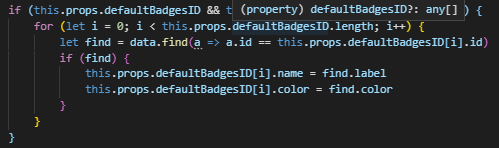 if (this.props.defaultBadgesID && t (property) defaultBadgesID?: any[] ) {
for (let i = 0; i < this.props.defaultBadgesID.length; i++) {
let find = data.find(a => a.id == this.props.defaultBadgesID[i].id)
if (find) {
this.props.defaultBadgesID[i].name = find.label
this.props.defaultBadgesID[i].color = find.color
}
}
}